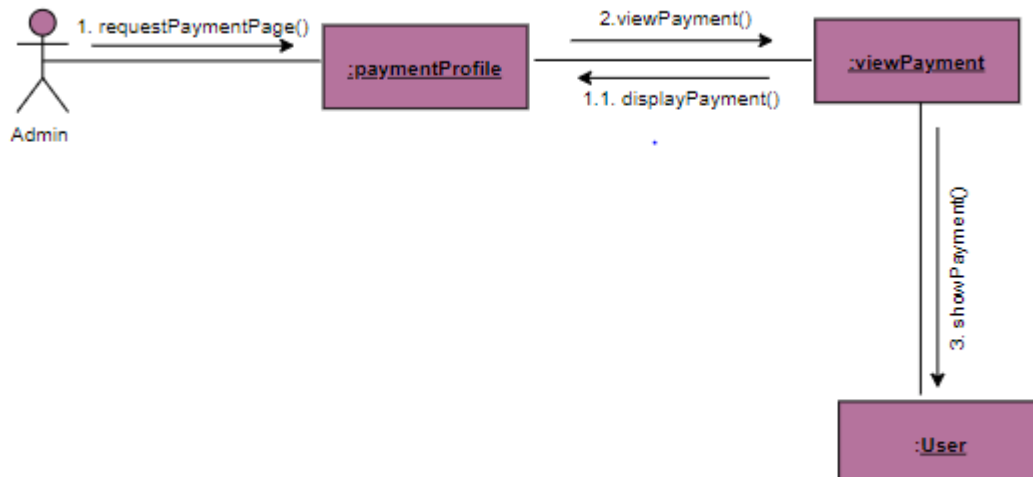 1. requestPaymentPage()
2.viewPayment()
:paymentProfile
:viewPayment
1.1. displayPayment()
Admin
3. showPayment()
:User